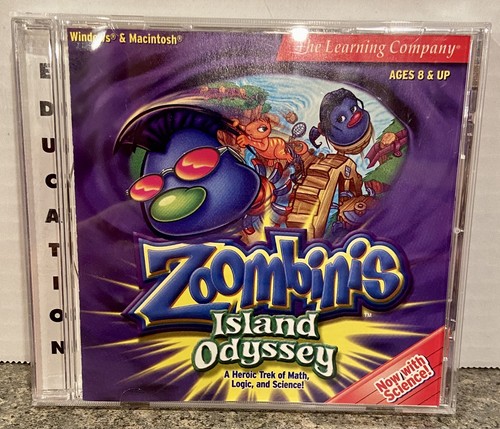 Windows® & Macintosh®
The Learning Company®
AGES 8 & UP
EDUCATION
Zoombinis™
Island
Odyssey
A Heroic Trek of Math,
Logic, and Science!
Now with
Science!